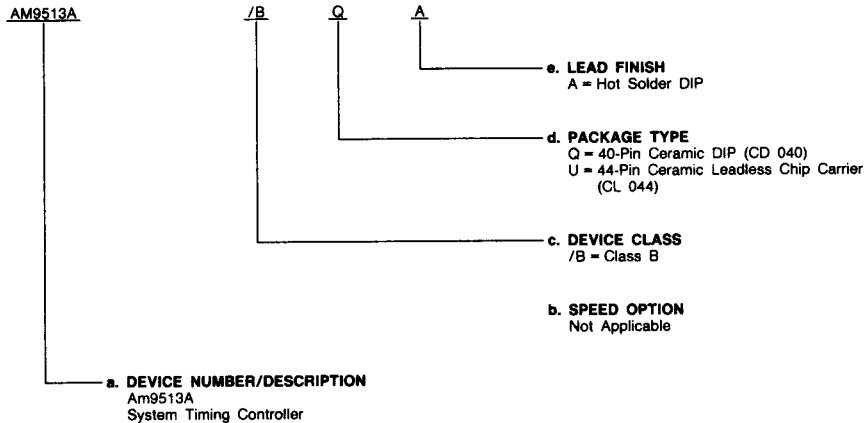 AM9513A /B Q A
e. LEAD FINISH
A = Hot Solder DIP
d. PACKAGE TYPE
Q = 40-Pin Ceramic DIP (CD 040)
U = 44-Pin Ceramic Leadless Chip Carrier
(CL 044)
c. DEVICE CLASS
/B = Class B
b. SPEED OPTION
Not Applicable
a. DEVICE NUMBER/DESCRIPTION
Am9513A
System Timing Controller